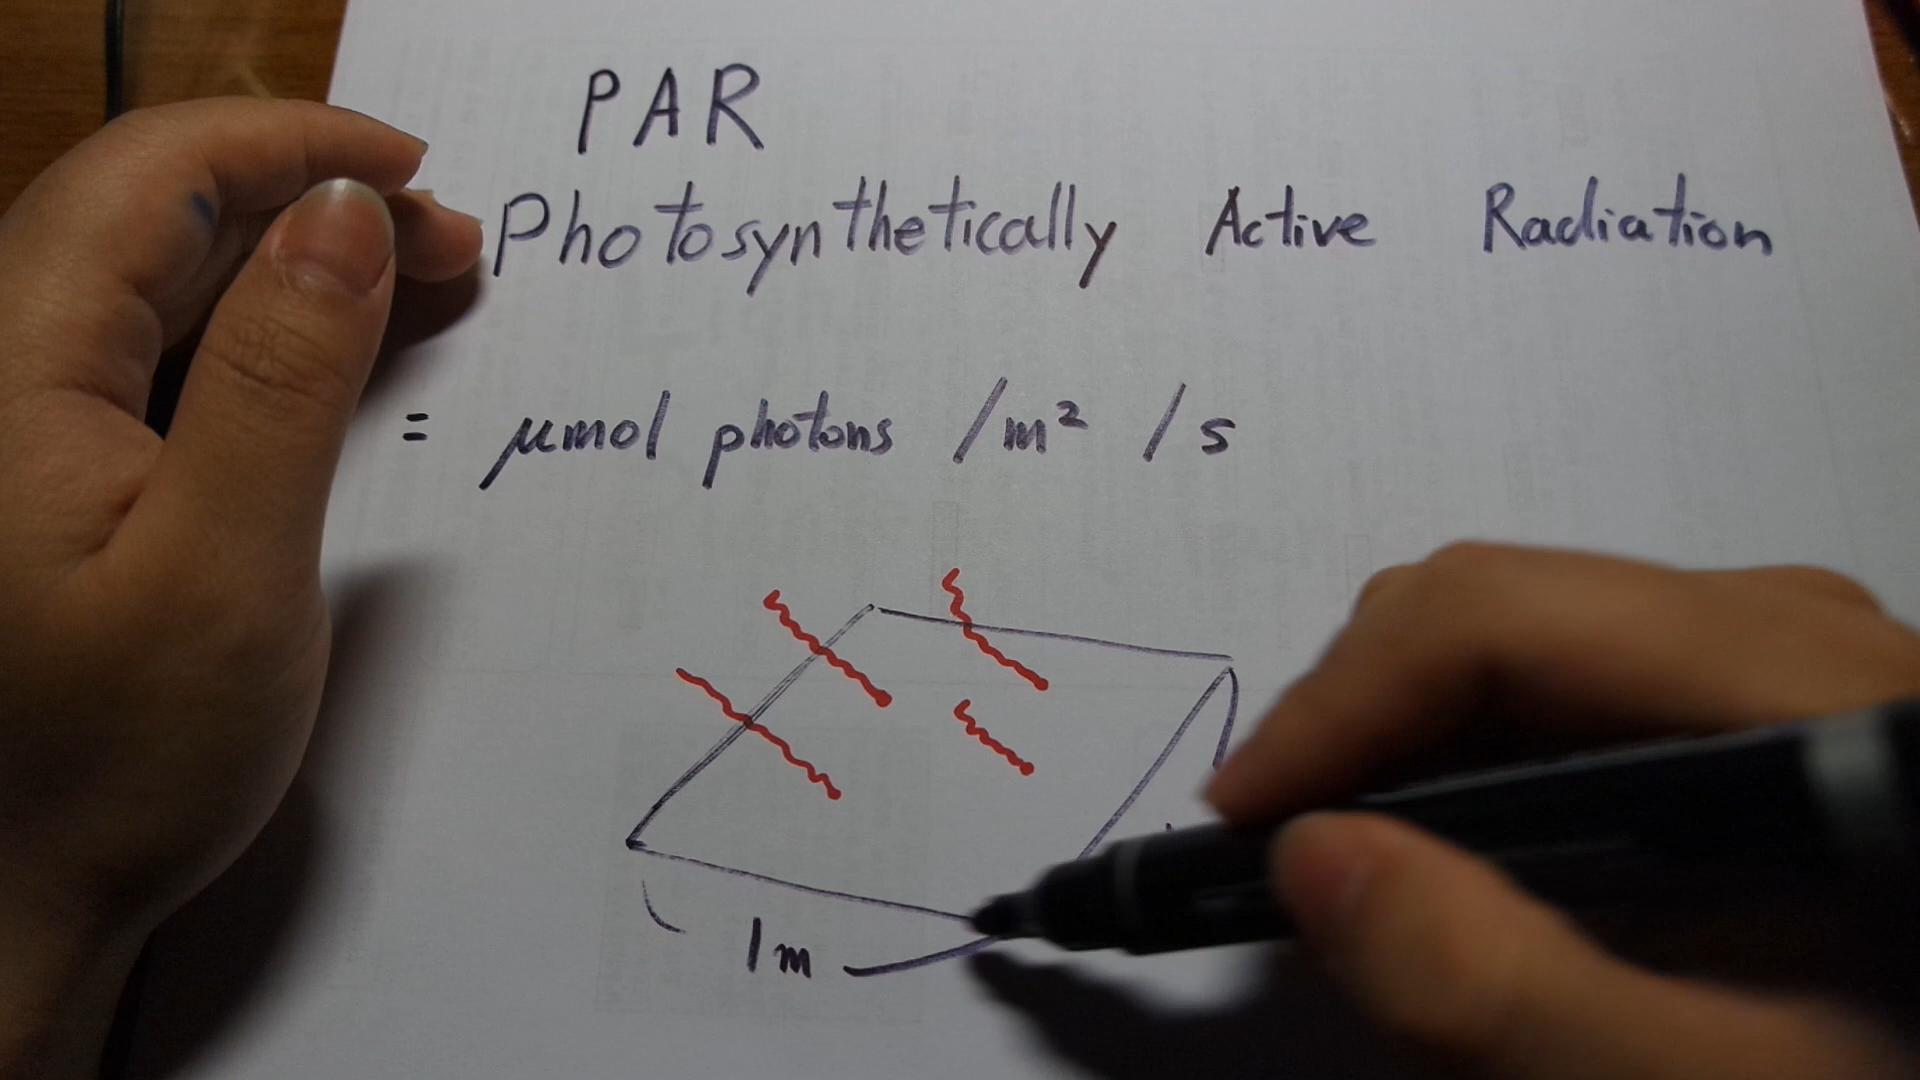 PAR
Photosynthetically Active Radiation
= μmol photons /m² /s
1m